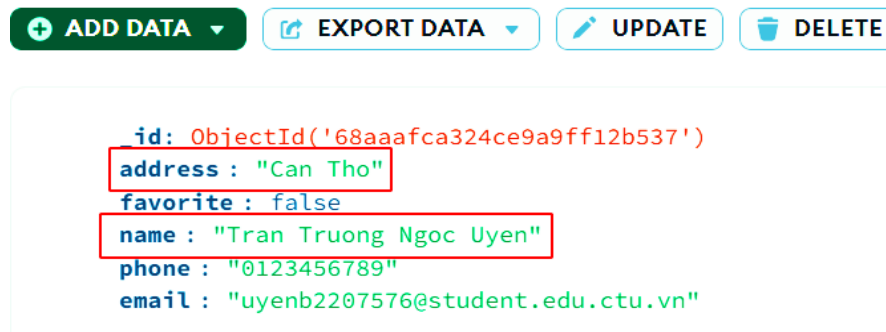 ADD DATA EXPORT DATA UPDATE DELETE
_id: ObjectId('68aaafca324ce9a9ff12b537')
address : "Can Tho"
favorite : false
name : "Tran Truong Ngoc Uyen"
phone : "0123456789"
email : "uyenb2207576@student.edu.ctu.vn"